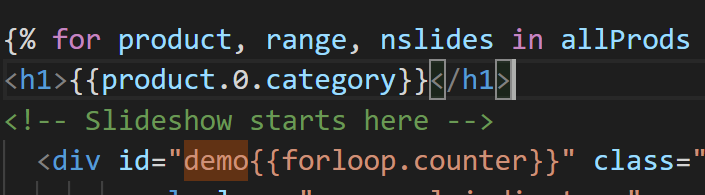 {% for product, range, nslides in allProds
<h1>{{product.0.category}}</h1>
<!-- Slideshow starts here -->
<div id="demo{{forloop.counter}}" class="